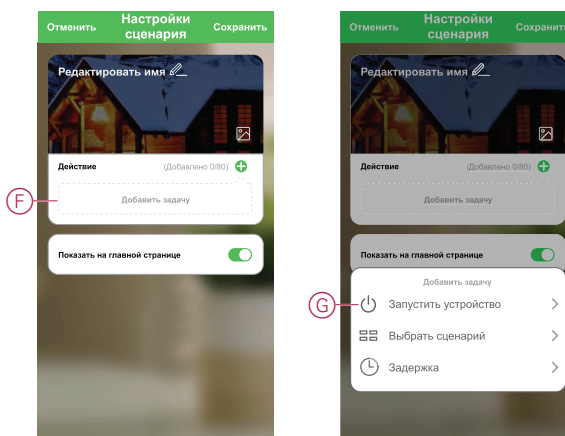 Отменить
Настройки
сценария
Сохранить
Редактировать имя
Действие
(Добавлено 0/80)
Добавить задачу
F
Показать на главной странице
Отменить
Настройки
сценария
Сохранить
Редактировать имя
Действие
(Добавлено 0/80)
Добавить задачу
Показать на главной странице
Добавить задачу
G
Запустить устройство
Выбрать сценарий
Задержка